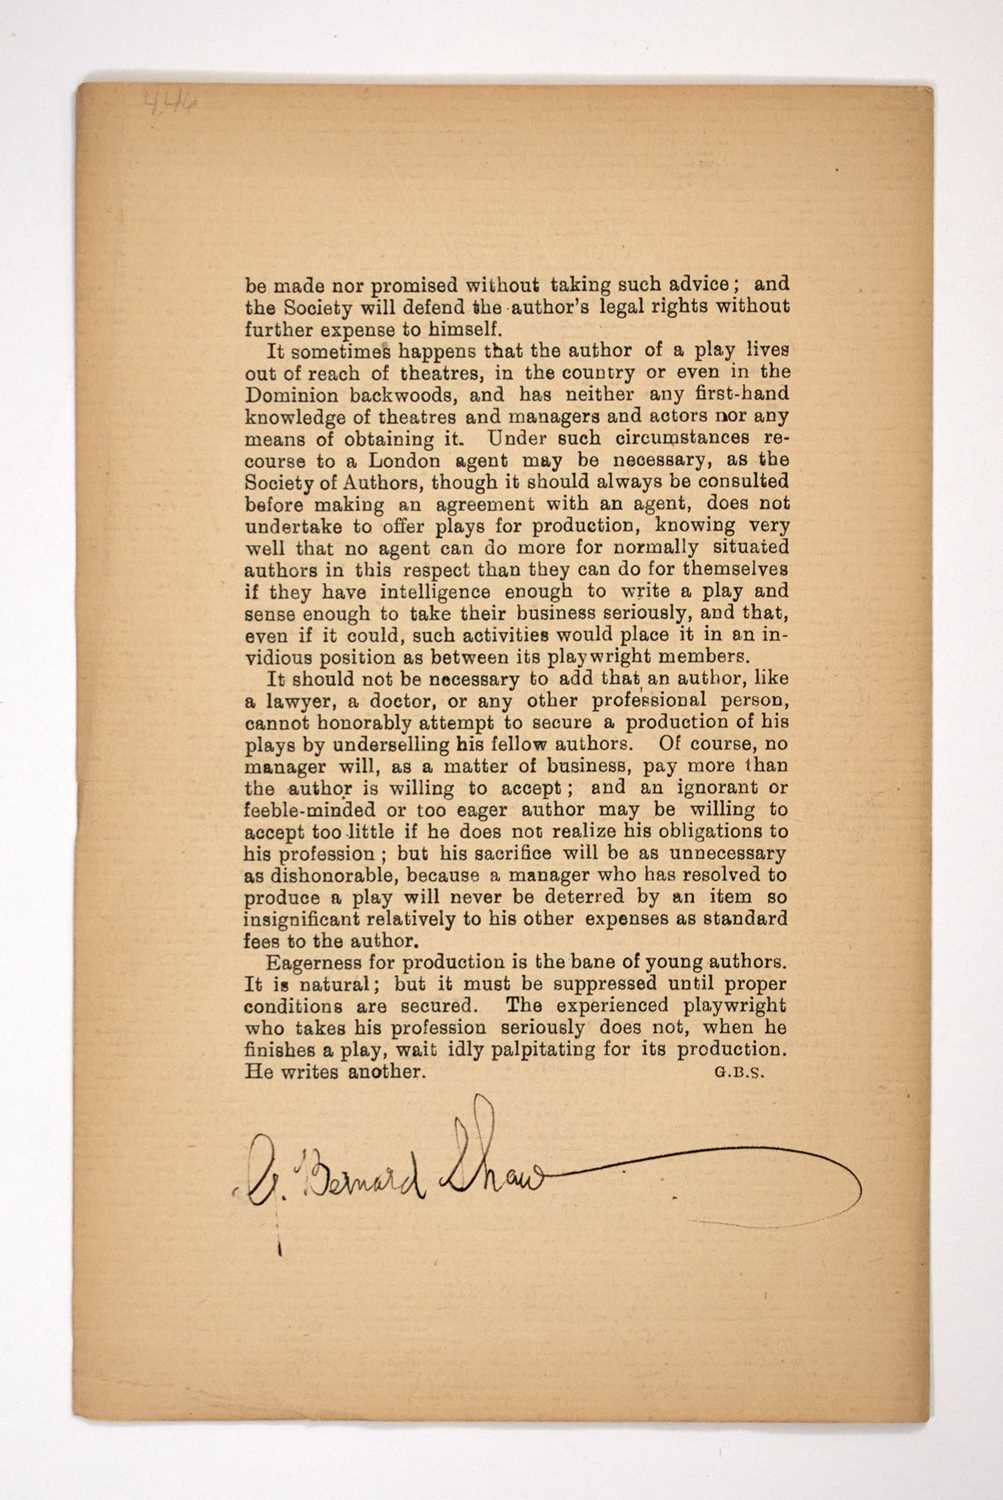 446
be made nor promised without taking such advice; and
the Society will defend the author's legal rights without
further expense to himself.
It sometimes happens that the author of a play lives
out of reach of theatres, in the country or even in the
Dominion backwoods, and has neither any first-hand
knowledge of theatres and managers and actors nor any
means of obtaining it. Under such circumstances re-
course to a London agent may be necessary, as the
Society of Authors, though it should always be consulted
before making an agreement with an agent, does not
undertake to offer plays for production, knowing very
well that no agent can do more for normally situated
authors in this respect than they can do for themselves
if they have intelligence enough to write a play and
sense enough to take their business seriously, and that,
even if it could, such activities would place it in an in-
vidious position as between its playwright members.
It should not be necessary to add that an author, like
a lawyer, a doctor, or any other professional person,
cannot honorably attempt to secure a production of his
plays by underselling his fellow authors. Of course, no
manager will, as a matter of business, pay more than
the author is willing to accept; and an ignorant or
feeble-minded or too eager author may be willing to
accept too little if he does not realize his obligations to
his profession; but his sacrifice will be as unnecessary
as dishonorable, because a manager who has resolved to
produce a play will never be deterred by an item so
insignificant relatively to his other expenses as standard
fees to the author.
Eagerness for production is the bane of young authors.
It is natural; but it must be suppressed until proper
conditions are secured. The experienced playwright
who takes his profession seriously does not, when he
finishes a play, wait idly palpitating for its production.
He writes another. G.B.S.
G. Bernard Shaw